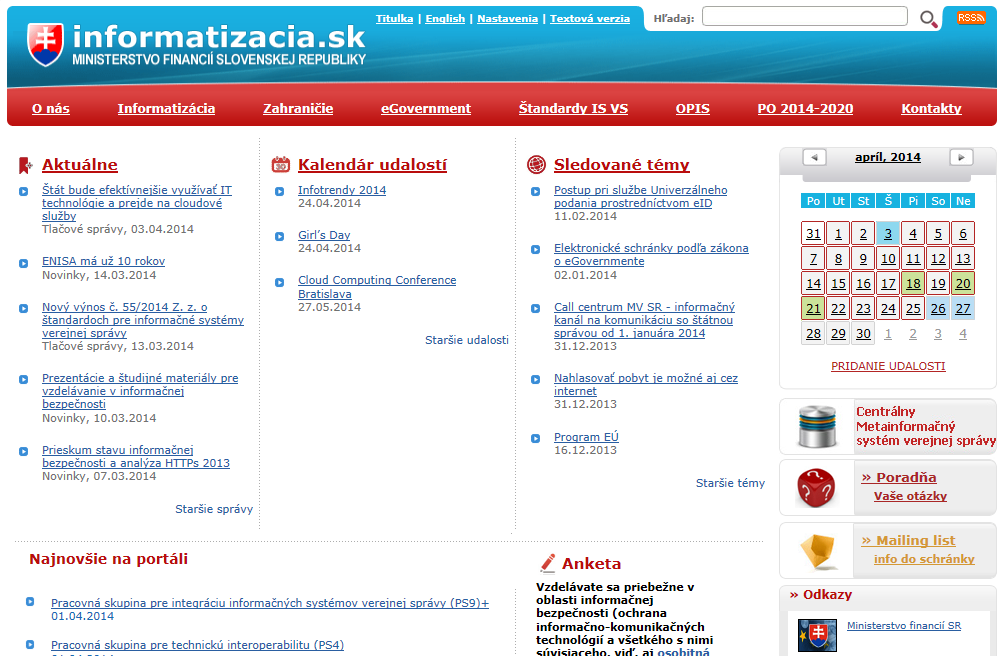 Titulka | English | Nastavenia | Textová verzia
Hľadaj:
RSS
informatizacia.sk
MINISTERSTVO FINANCIÍ SLOVENSKEJ REPUBLIKY
O nás Informatizácia Zahraničie eGovernment Štandardy IS VS OPIS PO 2014-2020 Kontakty
Aktuálne
Štát bude efektívnejšie využívať IT
technológie a prejde na cloudové
služby
Tlačové správy, 03.04.2014
ENISA má už 10 rokov
Novinky, 14.03.2014
Nový výnos č. 55/2014 Z. z. o
štandardoch pre informačné systémy
verejnej správy
Tlačové správy, 13.03.2014
Prezentácie a študijné materiály pre
vzdelávanie v informačnej
bezpečnosti
Novinky, 10.03.2014
Prieskum stavu informačnej
bezpečnosti a analýza HTTPs 2013
Novinky, 07.03.2014
Staršie správy
Kalendár udalostí
Infotrendy 2014
24.04.2014
Girl's Day
24.04.2014
Cloud Computing Conference
Bratislava
27.05.2014
Staršie udalosti
Sledované témy
Postup pri službe Univerzálneho
podania prostredníctvom eID
11.02.2014
Elektronické schránky podľa zákona
o eGovernmente
02.01.2014
Call centrum MV SR - informačný
kanál na komunikáciu so štátnou
správou od 1. januára 2014
31.12.2013
Nahlasovať pobyt je možné aj cez
internet
31.12.2013
Program EÚ
16.12.2013
Staršie témy
apríl, 2014
Po Ut St Š Pi So Ne
31 1 2 3 4 5 6
7 8 9 10 11 12 13
14 15 16 17 18 19 20
21 22 23 24 25 26 27
28 29 30 1 2 3 4
PRIDANIE UDALOSTI
Centrálny
Metainformačný
systém verejnej správy
» Poradňa
Vaše otázky
» Mailing list
info do schránky
» Odkazy
Ministerstvo financií SR
Najnovšie na portáli
Pracovná skupina pre integráciu informačných systémov verejnej správy (PS9)+
01.04.2014
Pracovná skupina pre technickú interoperabilitu (PS4)
01.04.2014
Anketa
Vzdelávate sa priebežne v
oblasti informačnej
bezpečnosti (ochrana
informačno-komunikačných
technológií a všetkého s nimi
súvisiaceho, viď. aj osobitná